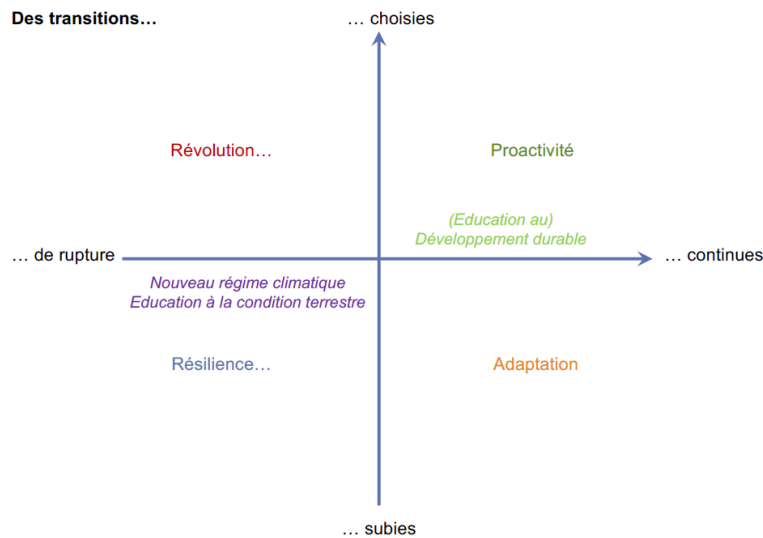 Des transitions…
… choisies
Révolution…
Proactivité
(Education au)
Développement durable
… de rupture
… continues
Nouveau régime climatique
Education à la condition terrestre
Résilience…
Adaptation
… subies